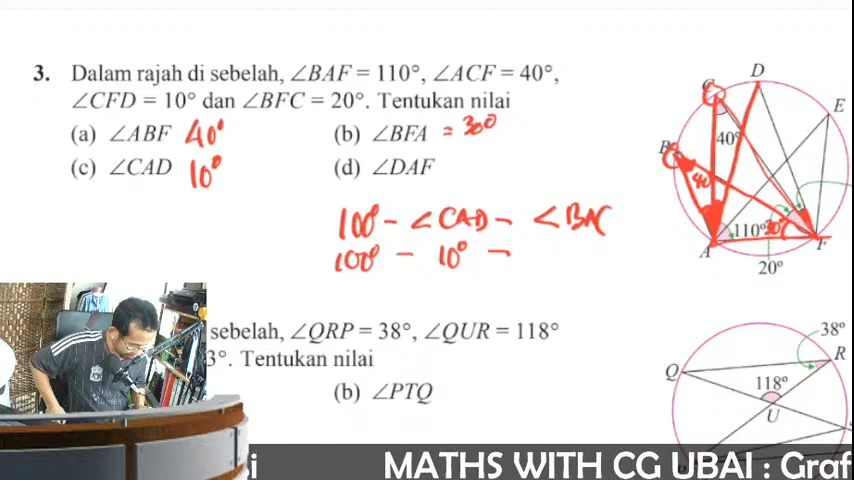 3. Dalam rajah di sebelah, ∠BAF = 110°, ∠ACF = 40°,
∠CFD = 10° dan ∠BFC = 20°. Tentukan nilai
(a) ∠ABF 40° (b) ∠BFA = 30°
(c) ∠CAD 10° (d) ∠DAF
100° - ∠CAD - ∠BAC
100° - 10° -
C
D
E
B
40°
40
110° 30°
A
F
20°
sebelah, ∠QRP = 38°, ∠QUR = 118°
3°. Tentukan nilai
(b) ∠PTQ
38°
Q
R
118°
U
MATHS WITH CG UBAI : Graf